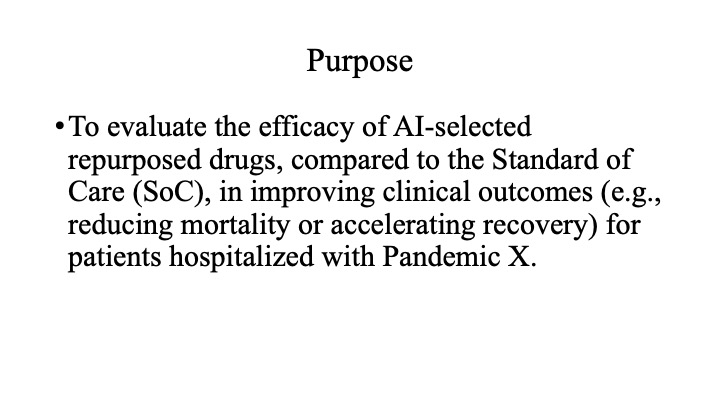 Purpose
•To evaluate the efficacy of AI-selected
repurposed drugs, compared to the Standard of
Care (SoC), in improving clinical outcomes (e.g.,
reducing mortality or accelerating recovery) for
patients hospitalized with Pandemic X.